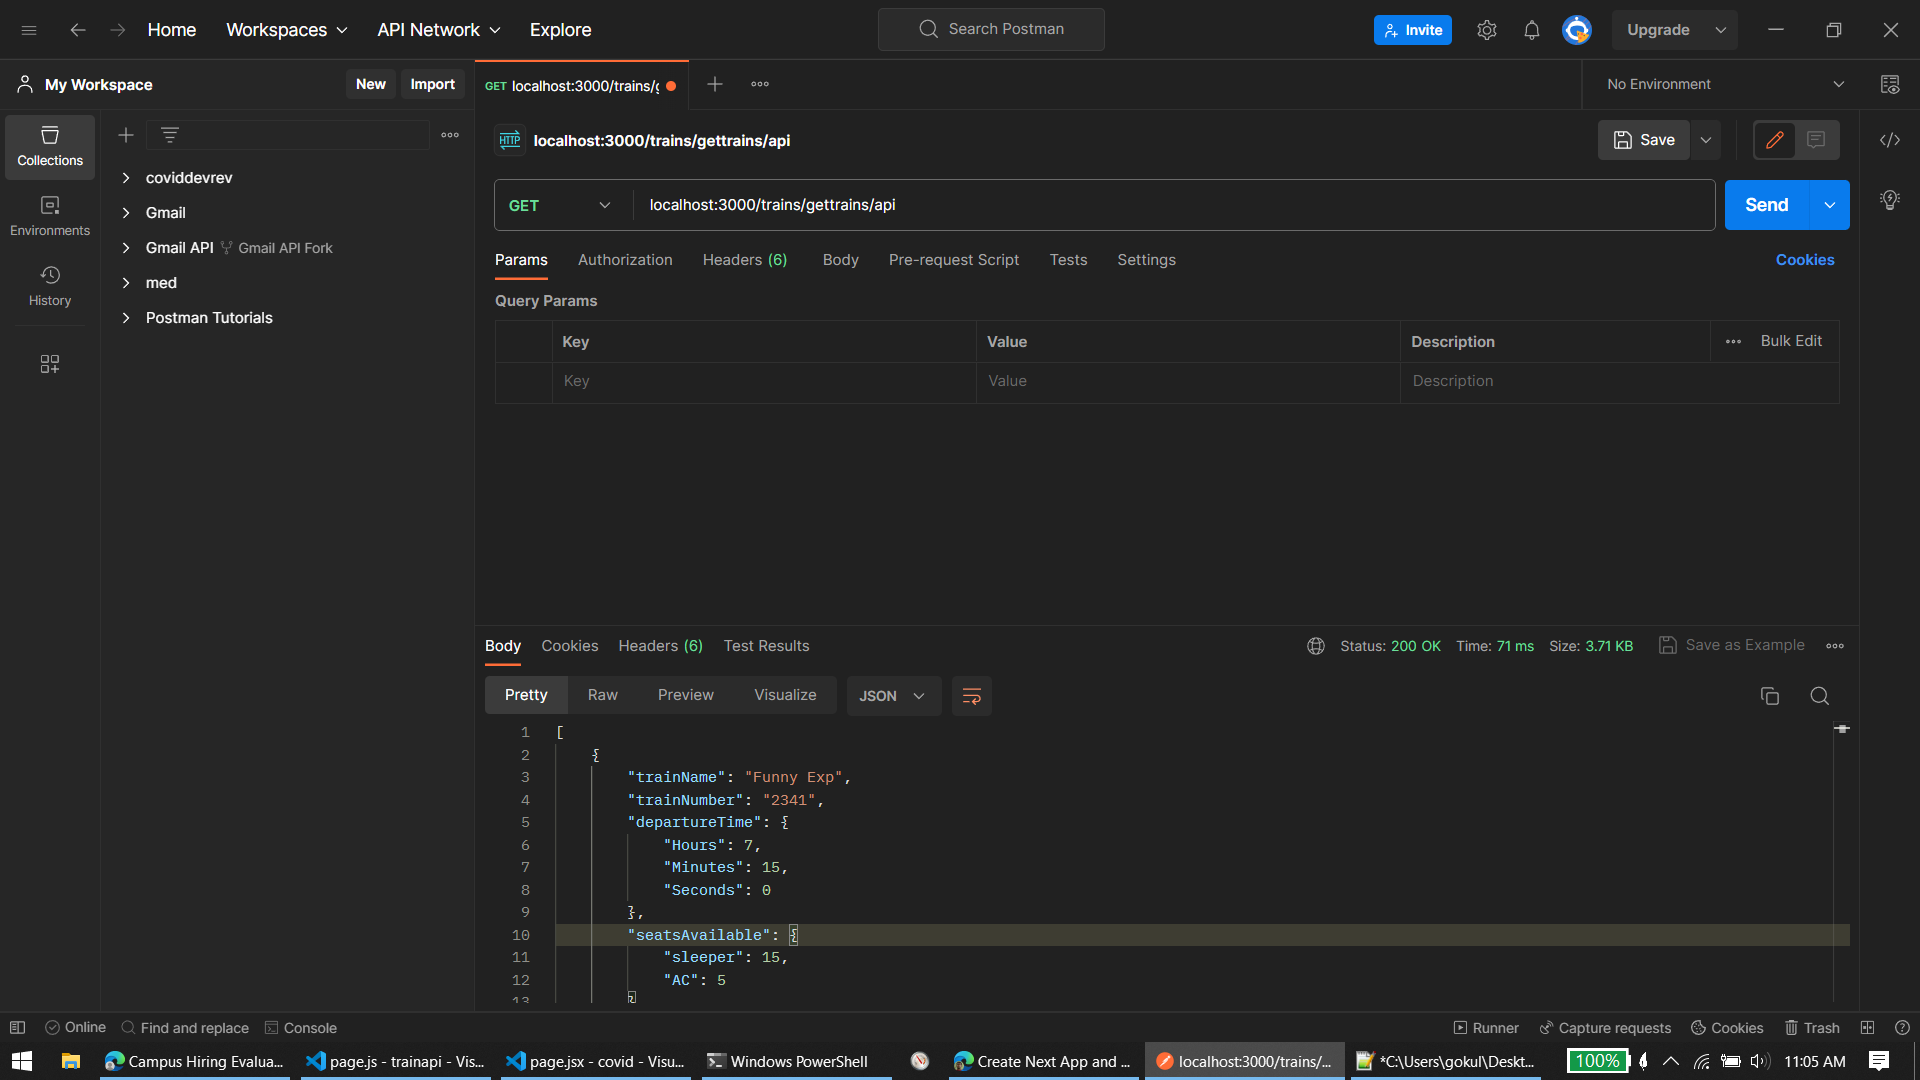 Home Workspaces API Network Explore Search Postman Invite Upgrade
My Workspace New Import GET localhost:3000/trains/g No Environment
HTTP localhost:3000/trains/gettrains/api Save
Collections
coviddevrev
GET localhost:3000/trains/gettrains/api Send
Gmail
Environments
Gmail API Gmail API Fork
Params Authorization Headers (6) Body Pre-request Script Tests Settings Cookies
med
History
Query Params
Postman Tutorials
Key Value Description Bulk Edit
Key Value Description
Body Cookies Headers (6) Test Results Status: 200 OK Time: 71 ms Size: 3.71 KB Save as Example
Pretty Raw Preview Visualize JSON
1 [
2 {
3 "trainName": "Funny Exp",
4 "trainNumber": "2341",
5 "departureTime": {
6 "Hours": 7,
7 "Minutes": 15,
8 "Seconds": 0
9 },
10 "seatsAvailable": {
11 "sleeper": 15,
12 "AC": 5
13 }
Online Find and replace Console Runner Capture requests Cookies Trash
Campus Hiring Evalua... page.js - trainapi - Vis... page.jsx - covid - Visu... Windows PowerShell Create Next App and ... localhost:3000/trains/... *C:\Users\gokul\Deskt... 100% 11:05 AM